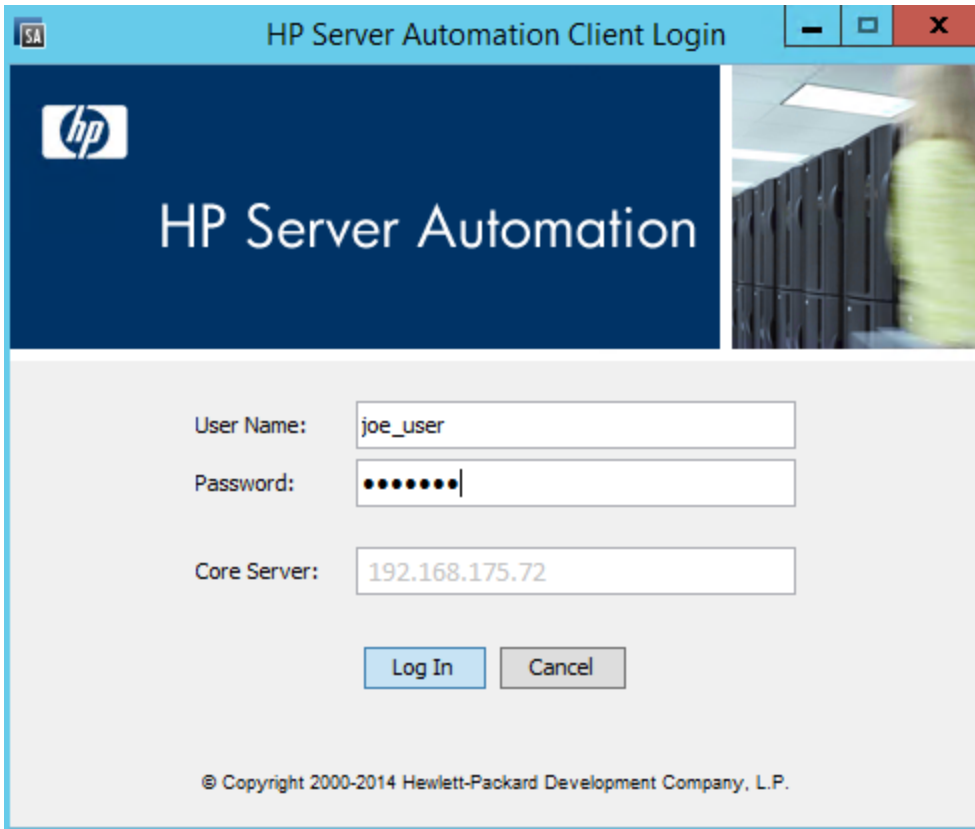 SA
HP Server Automation Client Login
hp
HP Server Automation
User Name:
joe_user
Password:
•••••••
Core Server:
192.168.175.72
Log In
Cancel
© Copyright 2000-2014 Hewlett-Packard Development Company, L.P.